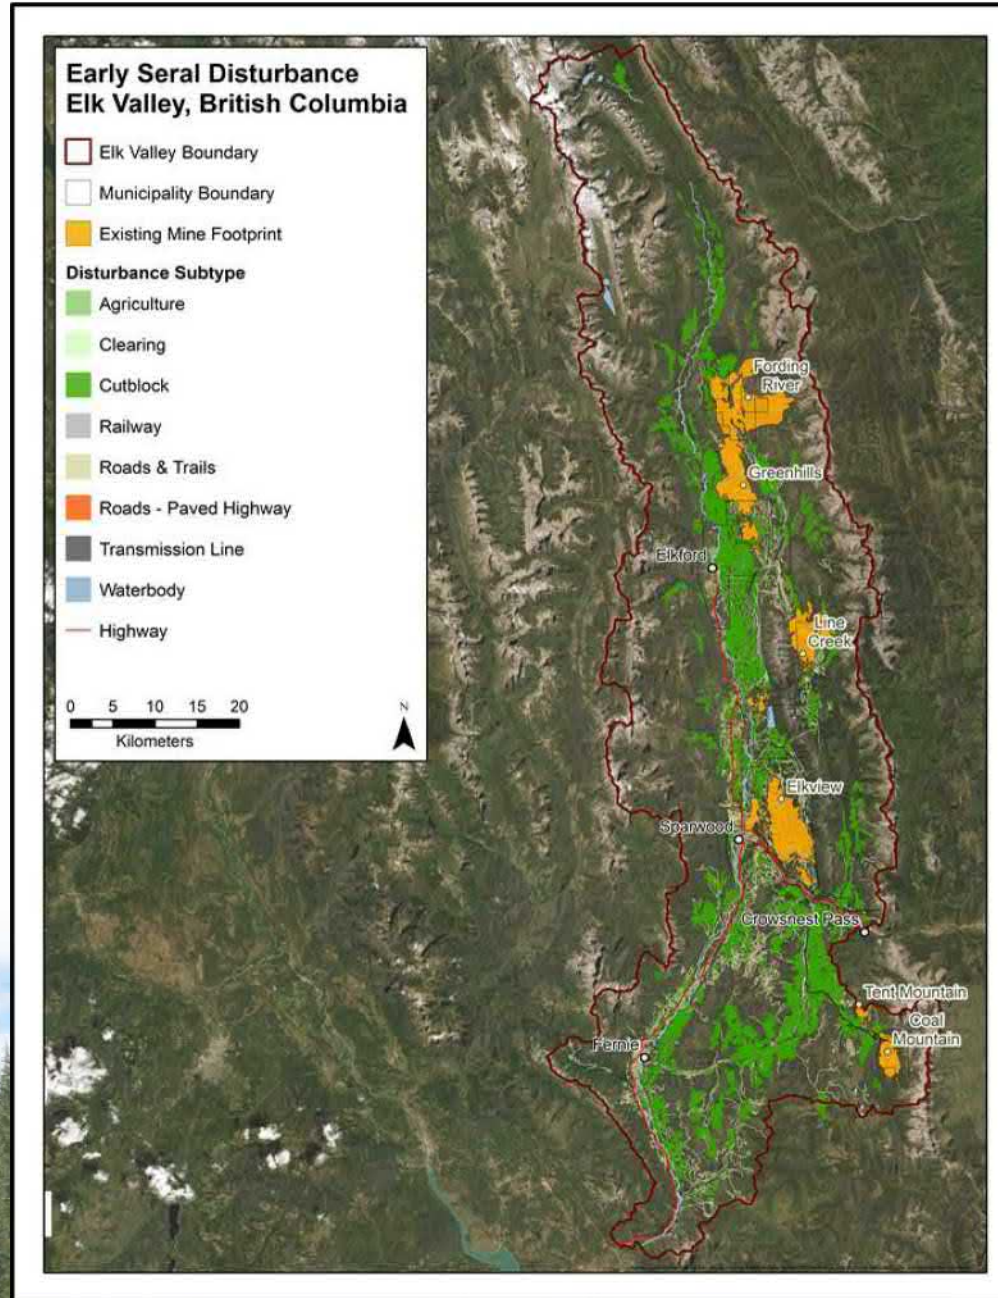 Early Seral Disturbance
Elk Valley, British Columbia
Elk Valley Boundary
Municipality Boundary
Existing Mine Footprint
Disturbance Subtype
Agriculture
Clearing
Cutblock
Railway
Roads & Trails
Roads - Paved Highway
Transmission Line
Waterbody
Highway
0 5 10 15 20
Kilometers
N
Fording
River
Greenhills
Elkford
Line
Creek
Elkview
Sparwood
Crowsnest Pass
Tent Mountain
Coal
Mountain
Fernie